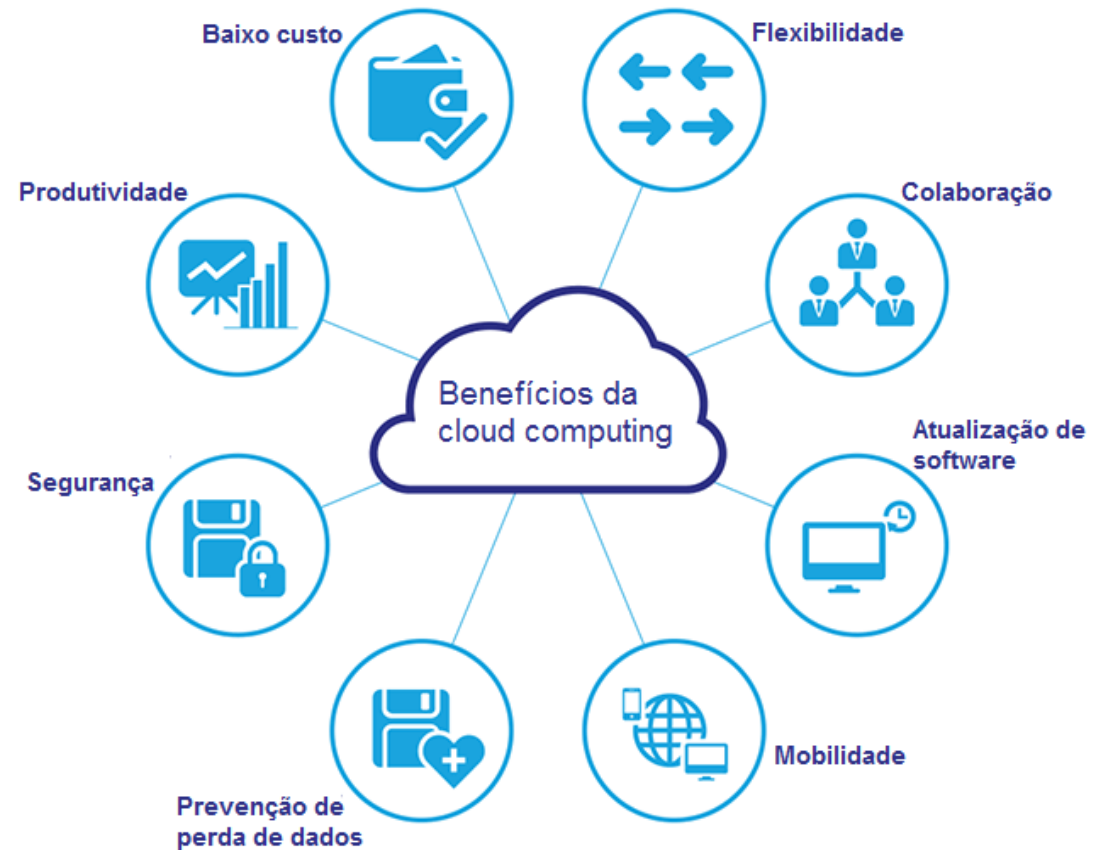 Baixo custo
Flexibilidade
Produtividade
Colaboração
Benefícios da
cloud computing
Atualização de
software
Segurança
Mobilidade
Prevenção de
perda de dados